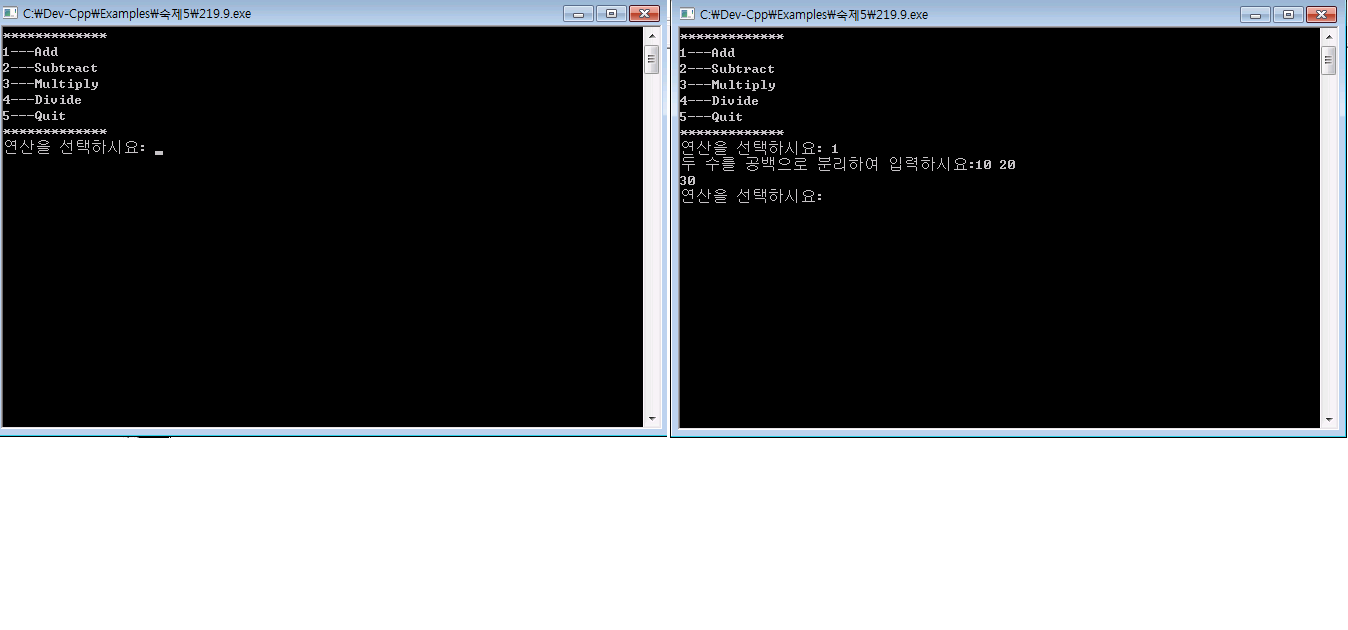 C:₩Dev-Cpp₩Examples₩숙제5₩219.9.exe
*************
1---Add
2---Subtract
3---Multiply
4---Divide
5---Quit
*************
연산을 선택하시요:
C:₩Dev-Cpp₩Examples₩숙제5₩219.9.exe
*************
1---Add
2---Subtract
3---Multiply
4---Divide
5---Quit
*************
연산을 선택하시요: 1
두 수를 공백으로 분리하여 입력하시요:10 20
30
연산을 선택하시요: